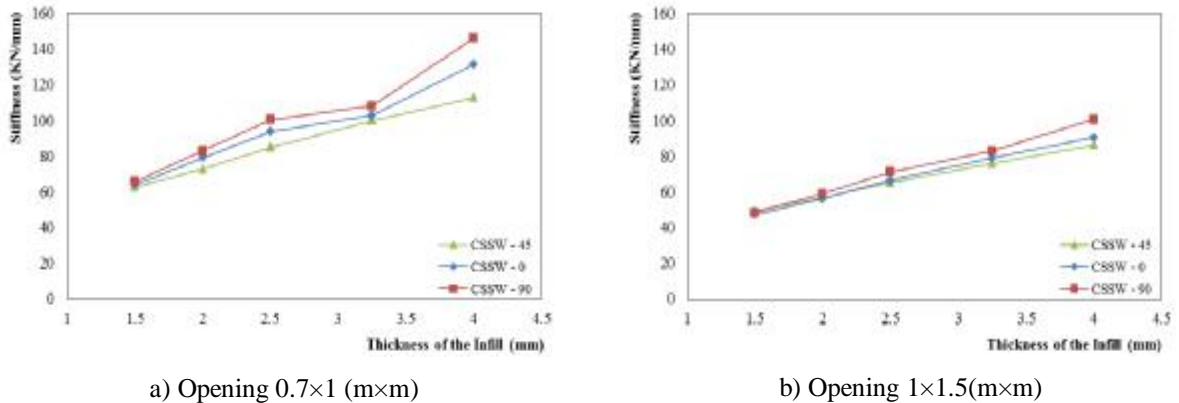 Stiffness (KN/mm)
160
140
120
100
80
60
40
20
0
1
1.5
2
2.5
3
3.5
4
4.5
Thickness of the Infill (mm)
CSSW - 45
CSSW - 0
CSSW - 90
a) Opening 0.7×1 (m×m)
Stiffness (KN/mm)
160
140
120
100
80
60
40
20
0
1
1.5
2
2.5
3
3.5
4
4.5
Thickness of the Infill (mm)
CSSW - 45
CSSW - 0
CSSW - 90
b) Opening 1×1.5(m×m)